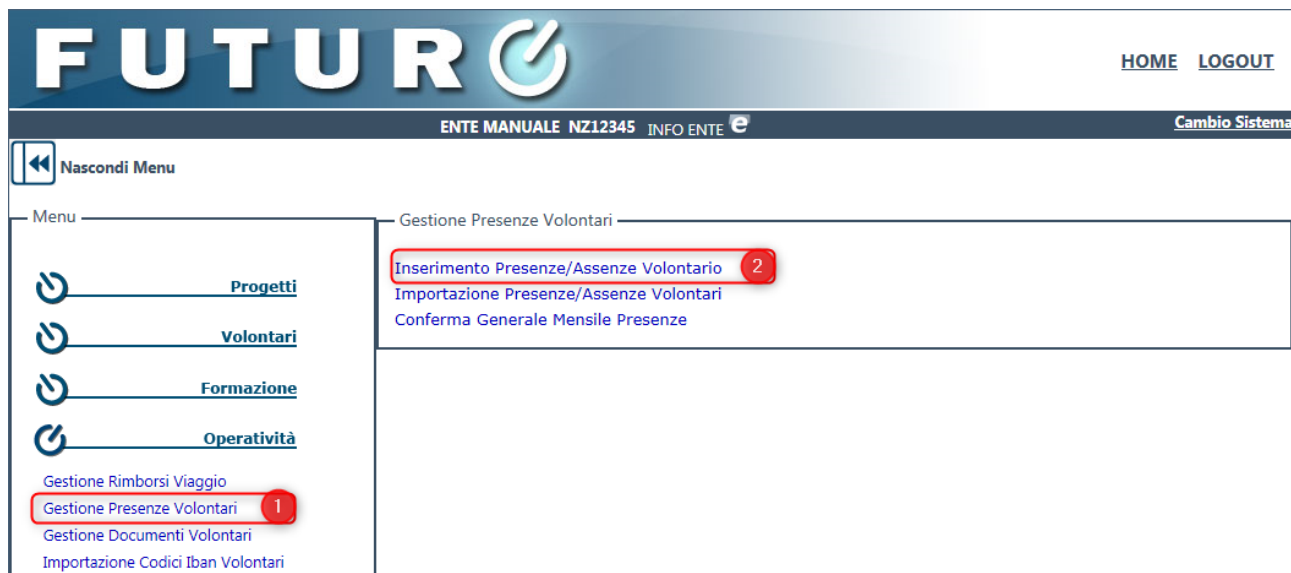 FUTURO
HOME LOGOUT
ENTE MANUALE NZ12345 INFO ENTE e
Cambio Sistema
Nascondi Menu
Menu
Progetti
Volontari
Formazione
Operatività
Gestione Rimborsi Viaggio
Gestione Presenze Volontari 1
Gestione Documenti Volontari
Importazione Codici Iban Volontari
Gestione Presenze Volontari
Inserimento Presenze/Assenze Volontario 2
Importazione Presenze/Assenze Volontari
Conferma Generale Mensile Presenze